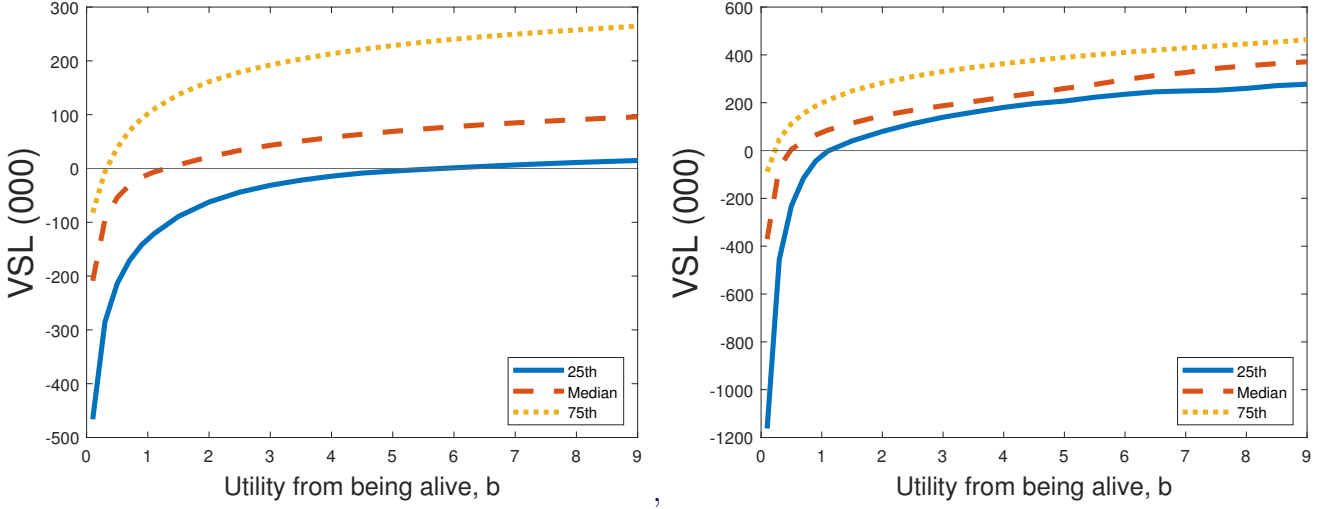 300
200
100
0
-100
-200
-300
-400
-500
VSL (000)
0 1 2 3 4 5 6 7 8 9
Utility from being alive, b
25th
Median
75th
,
600
400
200
0
-200
-400
-600
-800
-1000
-1200
VSL (000)
0 1 2 3 4 5 6 7 8 9
Utility from being alive, b
25th
Median
75th